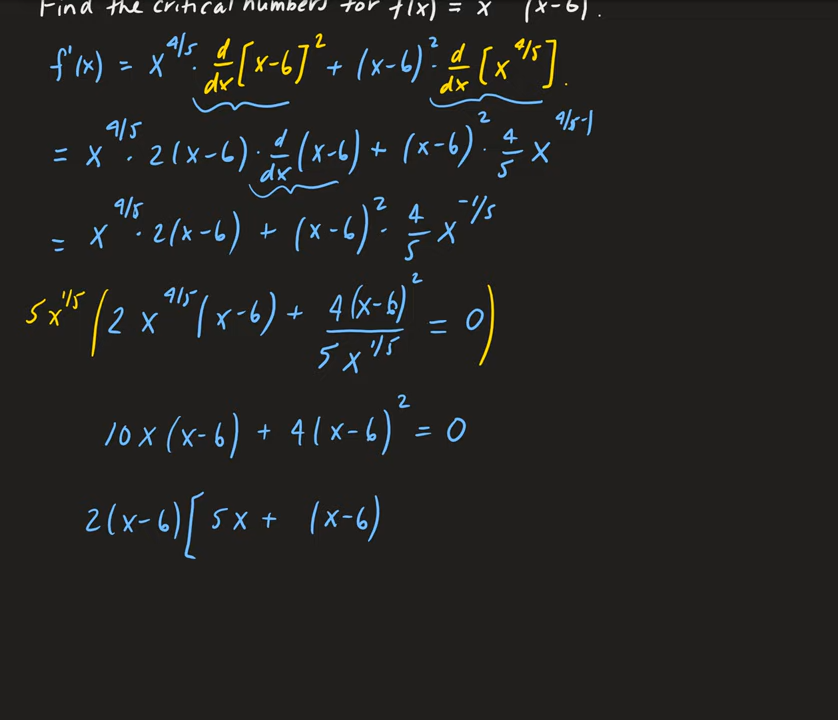 Find the critical numbers for f(x) = x (x-6).
f'(x) = x^{4/5} · d/dx [x-6]^2 + (x-6)^2 · d/dx [x^{4/5}].
= x^{4/5} · 2(x-6) · d/dx (x-6) + (x-6)^2 · 4/5 x^{4/5-1}
= x^{4/5} · 2(x-6) + (x-6)^2 · 4/5 x^{-1/5}
5x^{1/5} (2 x^{4/5} (x-6) + 4(x-6)^2 / 5x^{1/5} = 0)
10x(x-6) + 4(x-6)^2 = 0
2(x-6)[5x + (x-6)